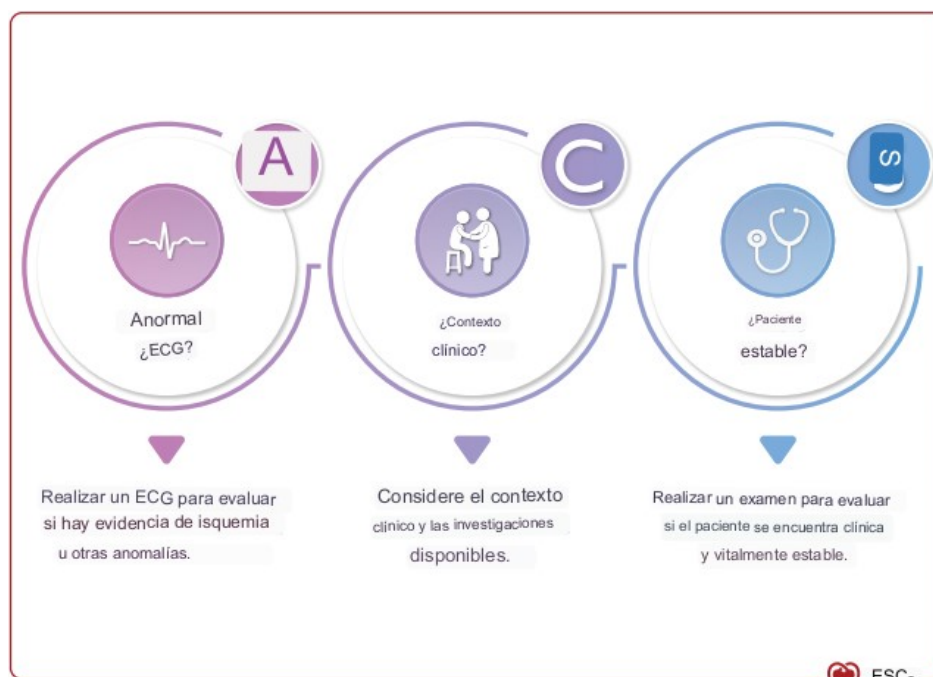 A
Anormal
¿ECG?
Realizar un ECG para evaluar
si hay evidencia de isquemia
u otras anomalías.
C
¿Contexto
clínico?
Considere el contexto
clínico y las investigaciones
disponibles.
S
¿Paciente
estable?
Realizar un examen para evaluar
si el paciente se encuentra clínica
y vitalmente estable.
ESC-